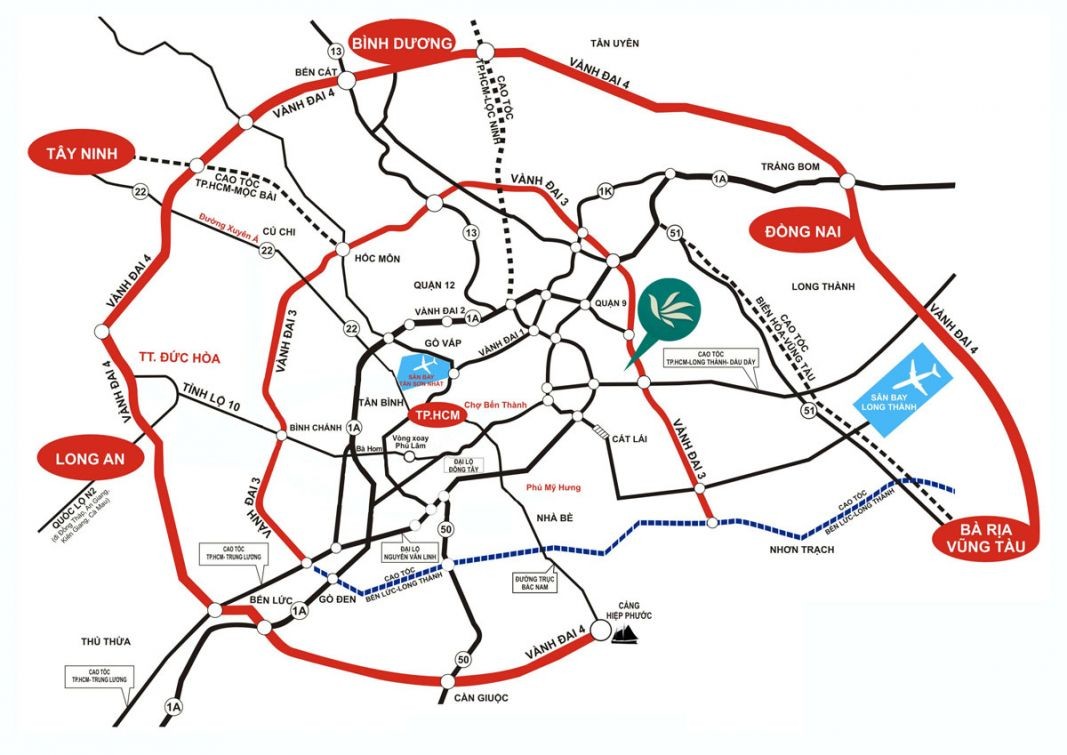 13
BÌNH DƯƠNG
TÂN UYÊN
BẾN CÁT
VÀNH ĐAI 4
CAO TỐC
TP.HCM-LỘC NINH
VÀNH ĐAI 4
TÂY NINH
CAO TỐC
TP.HCM-MỘC BÀI
22
VÀNH ĐAI 3
1K
1A
TRẢNG BOM
Đường Xuyên Á
CỦ CHI
22
13
51
ĐỒNG NAI
HÓC MÔN
VÀNH ĐAI 4
QUẬN 12
QUẬN 9
LONG THÀNH
VÀNH ĐAI 3
VÀNH ĐAI 2
1A
22
GÒ VẤP
VÀNH ĐAI 1
CAO TỐC
BIÊN HÒA-VŨNG TÀU
VÀNH ĐAI 4
TT. ĐỨC HÒA
CAO TỐC
TP.HCM-LONG THÀNH- DẦU DÂY
SÂN BAY
TÂN SƠN NHẤT
VÀNH ĐAI 4
TỈNH LỘ 10
TÂN BÌNH
TP.HCM
Chợ Bến Thành
51
SÂN BAY
LONG THÀNH
BÌNH CHÁNH
1A
Vòng xoay
Phú Lâm
Bà Hom
CÁT LÁI
VÀNH ĐAI 3
LONG AN
ĐẠI LỘ
ĐÔNG TÂY
VÀNH ĐAI 3
Phú Mỹ Hưng
QUỐC LỘ N2
(đi Đồng Tháp, An Giang,
Kiên Giang, Cà Mau)
NHÀ BÈ
50
CAO TỐC
BẾN LỨC-LONG THÀNH
BÀ RỊA
VŨNG TÀU
CAO TỐC
TP.HCM- TRUNG LƯƠNG
ĐẠI LỘ
NGUYỄN VĂN LINH
NHƠN TRẠCH
CAO TỐC
BẾN LỨC-LONG THÀNH
ĐƯỜNG TRỤC
BẮC NAM
BẾN LỨC
GÒ ĐEN
1A
CẢNG
HIỆP PHƯỚC
THỦ THỪA
VÀNH ĐAI 4
50
CAO TỐC
TP.HCM- TRUNG LƯƠNG
CẦN GIUỘC
1A